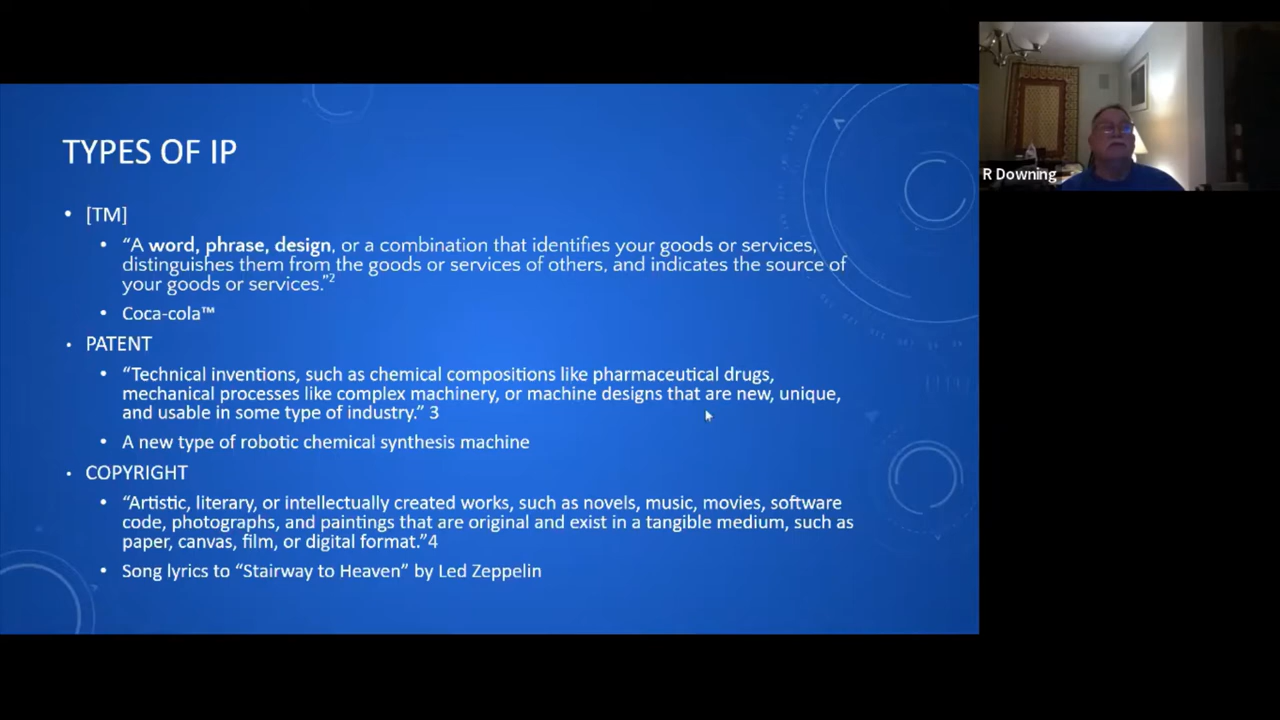 TYPES OF IP
• [TM]
• “A word, phrase, design, or a combination that identifies your goods or services,
distinguishes them from the goods or services of others, and indicates the source of
your goods or services.”2
• Coca-cola™
• PATENT
• “Technical inventions, such as chemical compositions like pharmaceutical drugs,
mechanical processes like complex machinery, or machine designs that are new, unique,
and usable in some type of industry.” 3
• A new type of robotic chemical synthesis machine
• COPYRIGHT
• “Artistic, literary, or intellectually created works, such as novels, music, movies, software
code, photographs, and paintings that are original and exist in a tangible medium, such as
paper, canvas, film, or digital format.”4
• Song lyrics to “Stairway to Heaven” by Led Zeppelin
R Downing